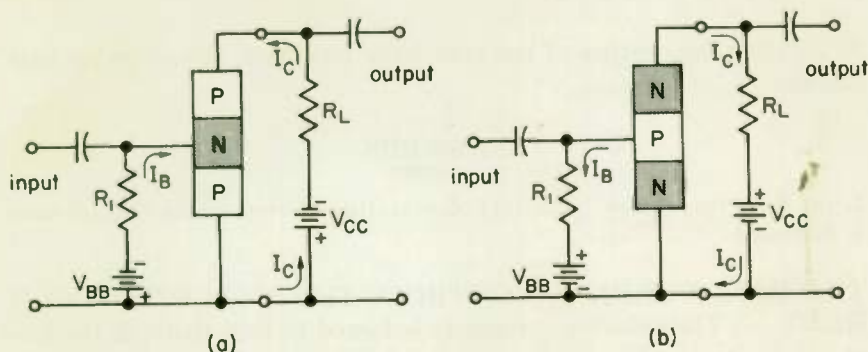 I_C
output
P
N
P
R_L
input
I_B
R_1
- V_CC +
V_BB - +
I_C
(a)
I_C
output
N
P
N
R_L
input
I_B
R_1
+ V_CC -
V_BB + -
I_C
(b)